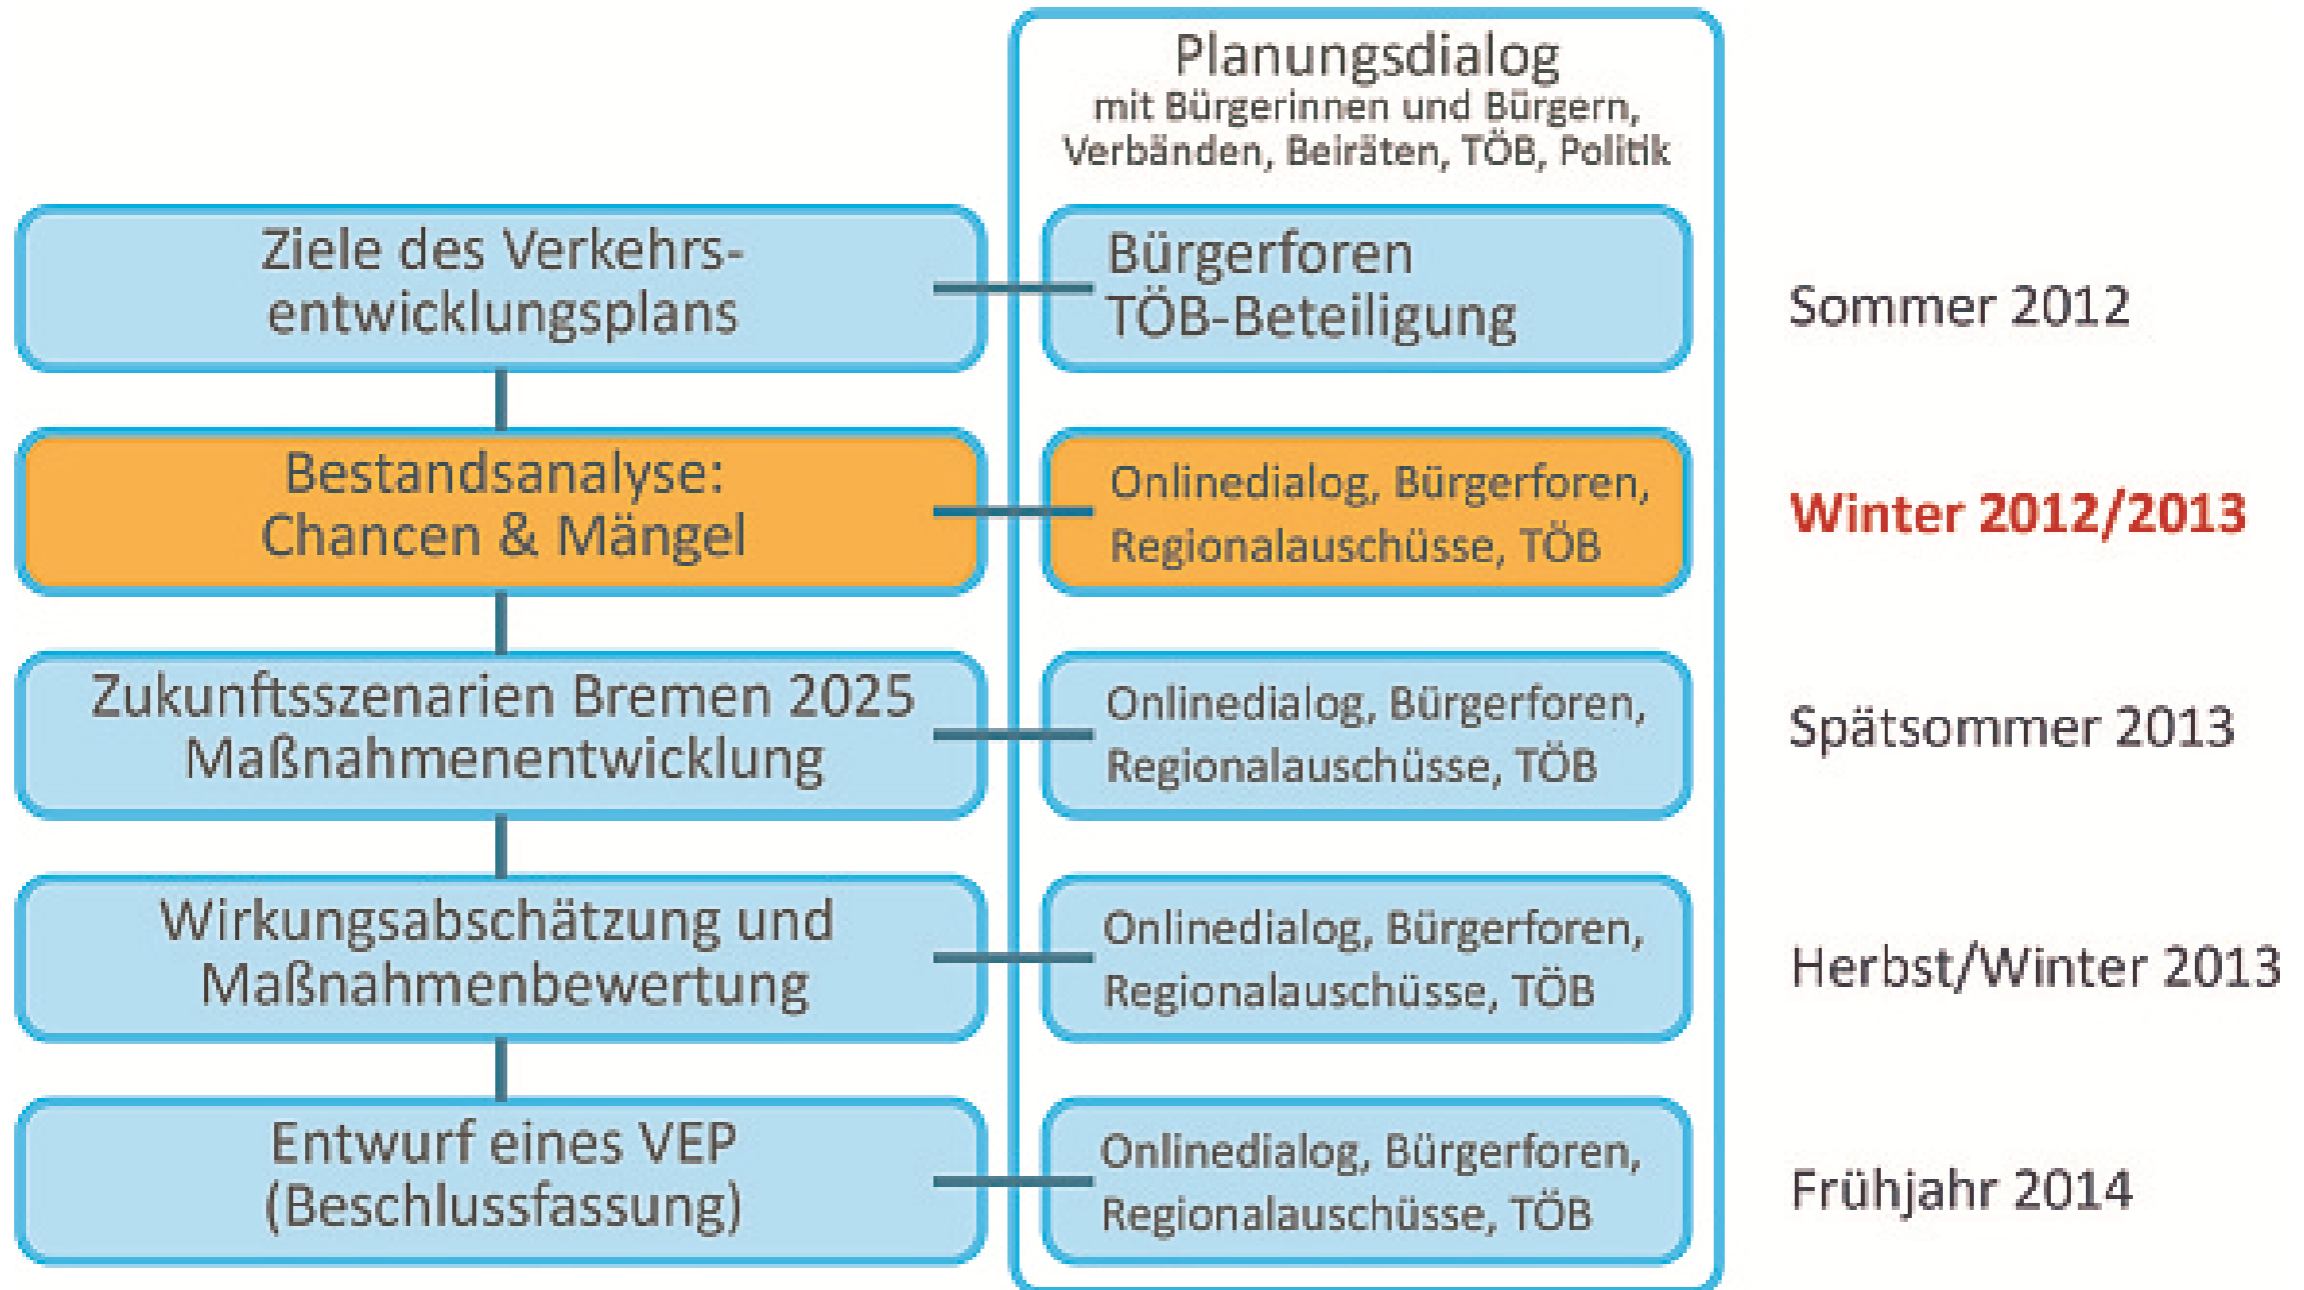 Planungsdialog
mit Bürgerinnen und Bürgern,
Verbänden, Beiräten, TÖB, Politik
Ziele des Verkehrs-
entwicklungsplans
Bürgerforen
TÖB-Beteiligung
Sommer 2012
Bestandsanalyse:
Chancen & Mängel
Onlinedialog, Bürgerforen,
Regionalauschüsse, TÖB
Winter 2012/2013
Zukunftsszenarien Bremen 2025
Maßnahmenentwicklung
Onlinedialog, Bürgerforen,
Regionalauschüsse, TÖB
Spätsommer 2013
Wirkungsabschätzung und
Maßnahmenbewertung
Onlinedialog, Bürgerforen,
Regionalauschüsse, TÖB
Herbst/Winter 2013
Entwurf eines VEP
(Beschlussfassung)
Onlinedialog, Bürgerforen,
Regionalauschüsse, TÖB
Frühjahr 2014